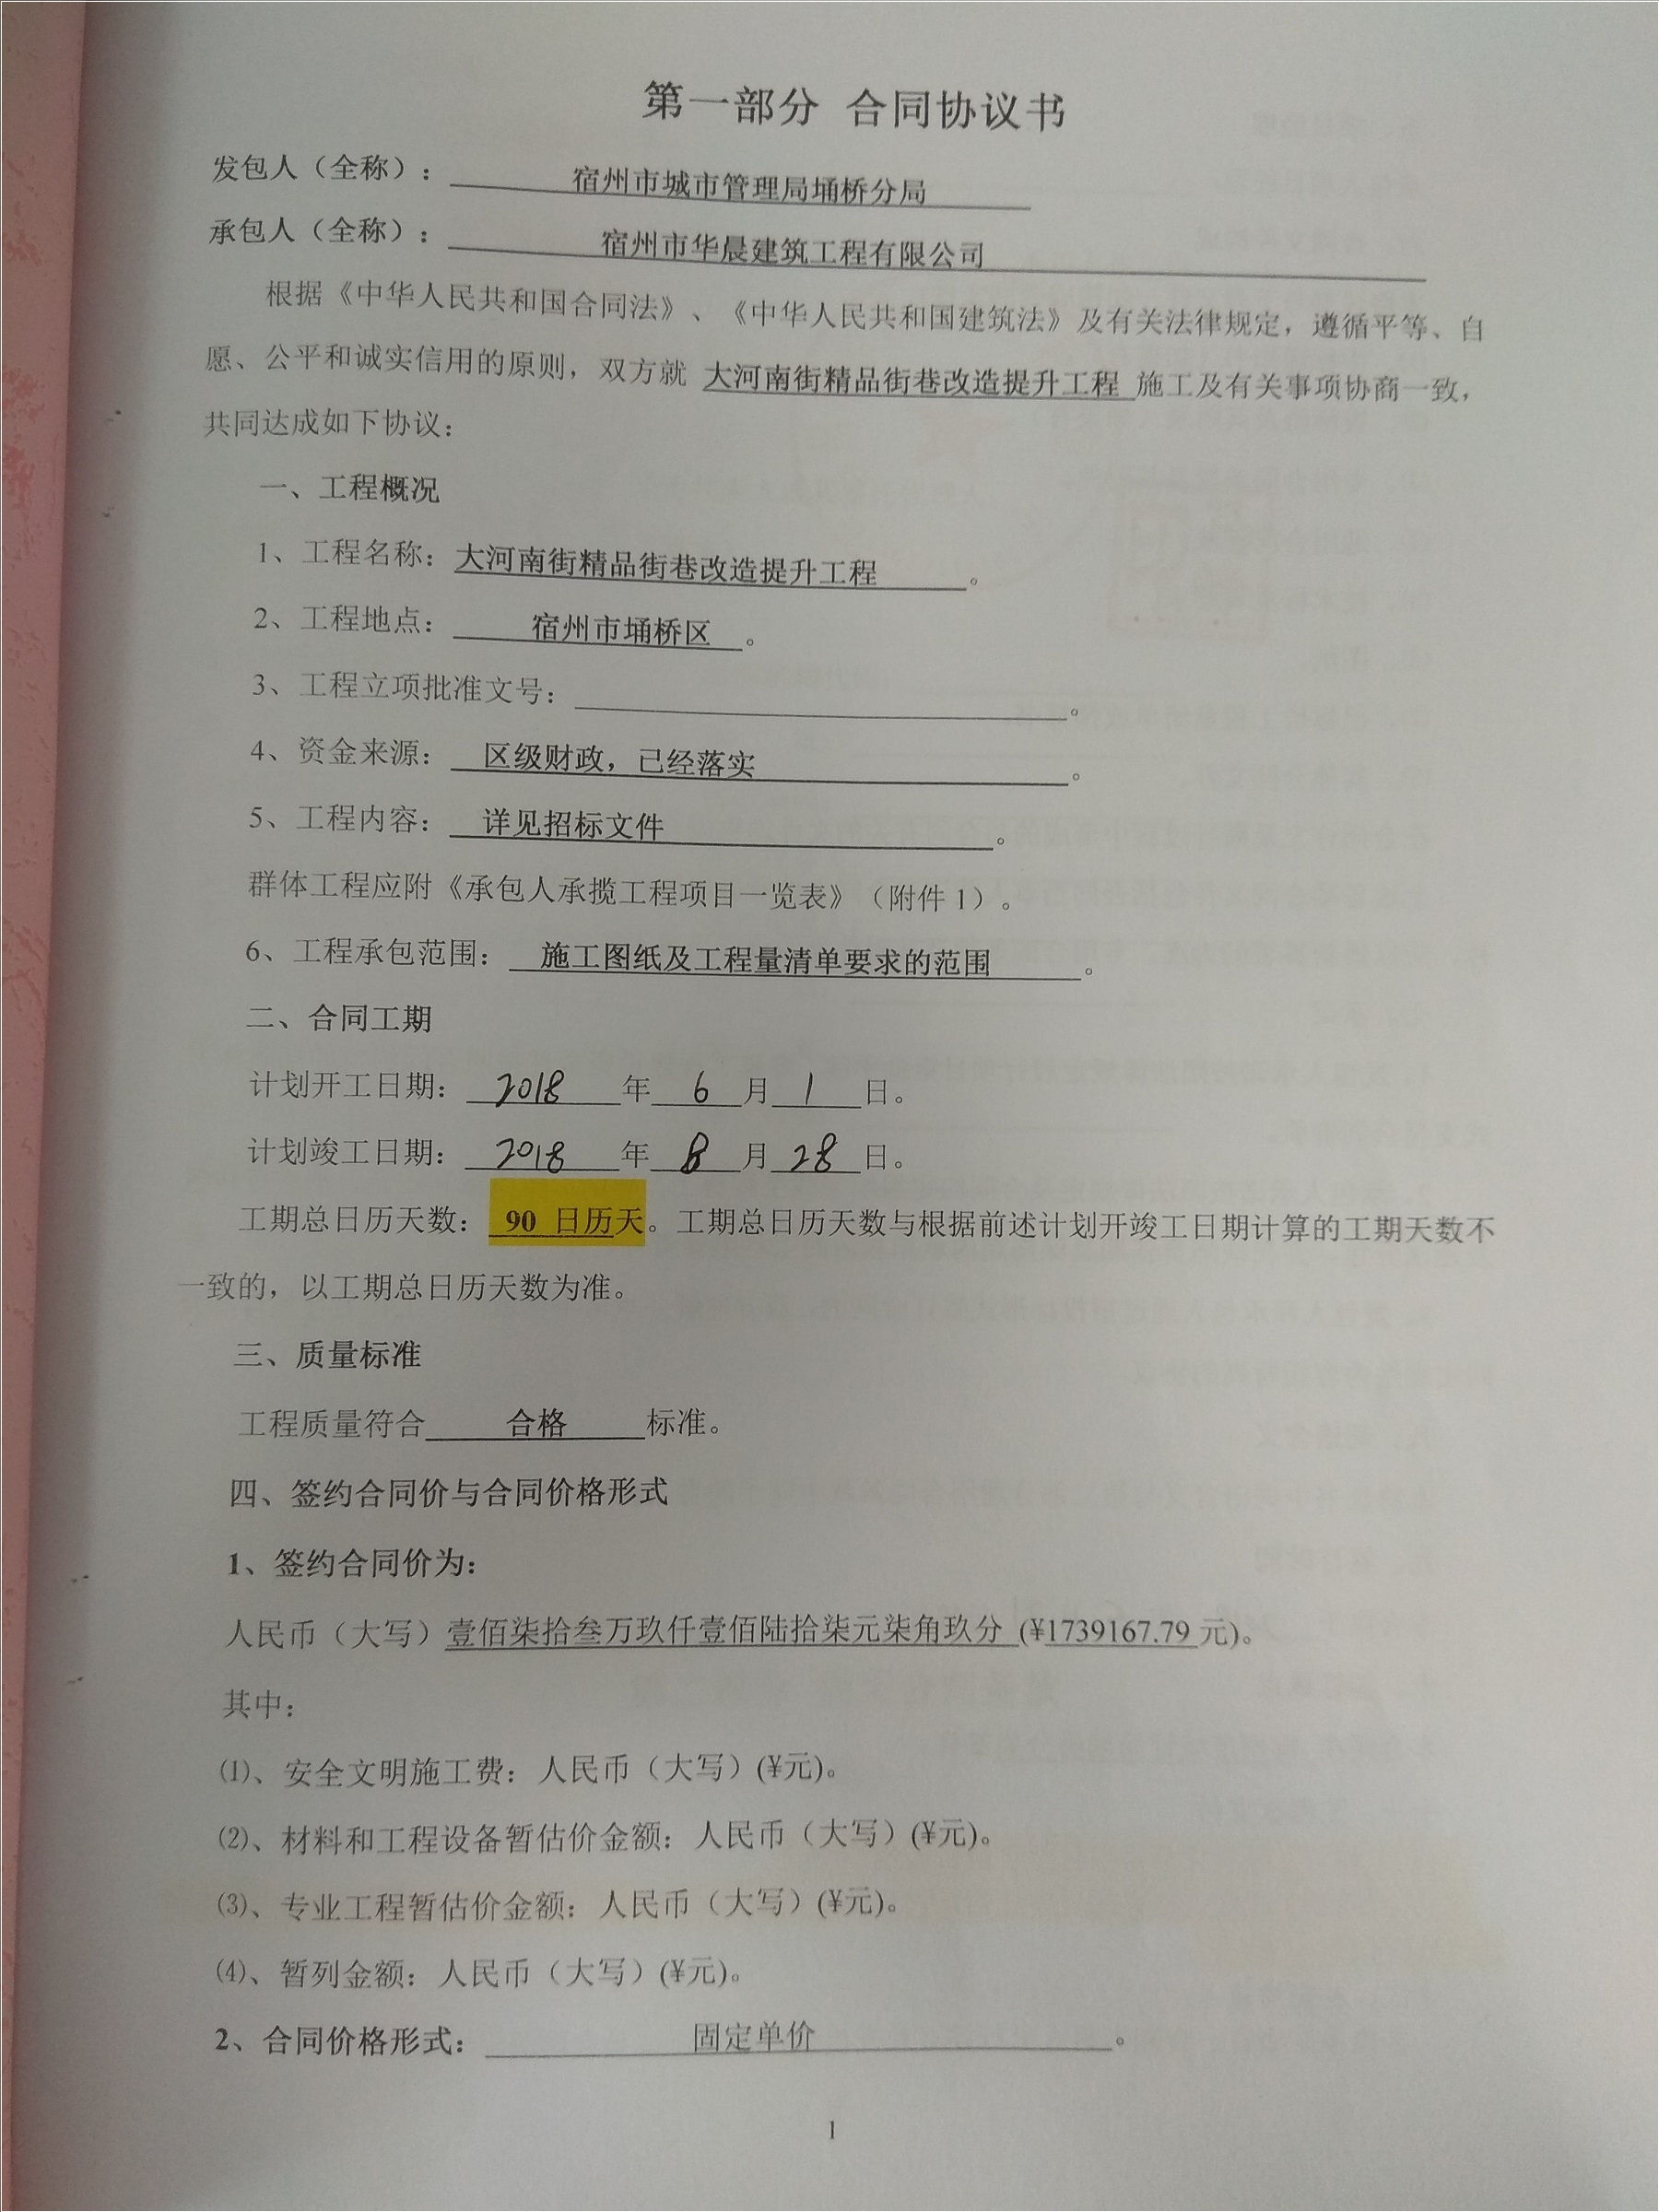 第一部分 合同协议书
发包人（全称）： 宿州市城市管理局埇桥分局
承包人（全称）： 宿州市华晨建筑工程有限公司
根据《中华人民共和国合同法》、《中华人民共和国建筑法》及有关法律规定，遵循平等、自
愿、公平和诚实信用的原则，双方就 大河南街精品街巷改造提升工程 施工及有关事项协商一致，
共同达成如下协议：
一、工程概况
1、工程名称：大河南街精品街巷改造提升工程。
2、工程地点： 宿州市埇桥区 。
3、工程立项批准文号： 。
4、资金来源： 区级财政，已经落实 。
5、工程内容： 详见招标文件 。
群体工程应附《承包人承揽工程项目一览表》（附件 1）。
6、工程承包范围： 施工图纸及工程量清单要求的范围 。
二、合同工期
计划开工日期： 2018 年 6 月 1 日。
计划竣工日期： 2018 年 8 月 28 日。
工期总日历天数： 90 日历天。工期总日历天数与根据前述计划开竣工日期计算的工期天数不
一致的，以工期总日历天数为准。
三、质量标准
工程质量符合 合格 标准。
四、签约合同价与合同价格形式
1、签约合同价为：
人民币（大写）壹佰柒拾叁万玖仟壹佰陆拾柒元柒角玖分 (¥1739167.79 元)。
其中：
⑴、安全文明施工费：人民币（大写）(¥元)。
⑵、材料和工程设备暂估价金额：人民币（大写）(¥元)。
⑶、专业工程暂估价金额：人民币（大写）(¥元)。
⑷、暂列金额：人民币（大写）(¥元)。
2、合同价格形式： 固定单价 。
1